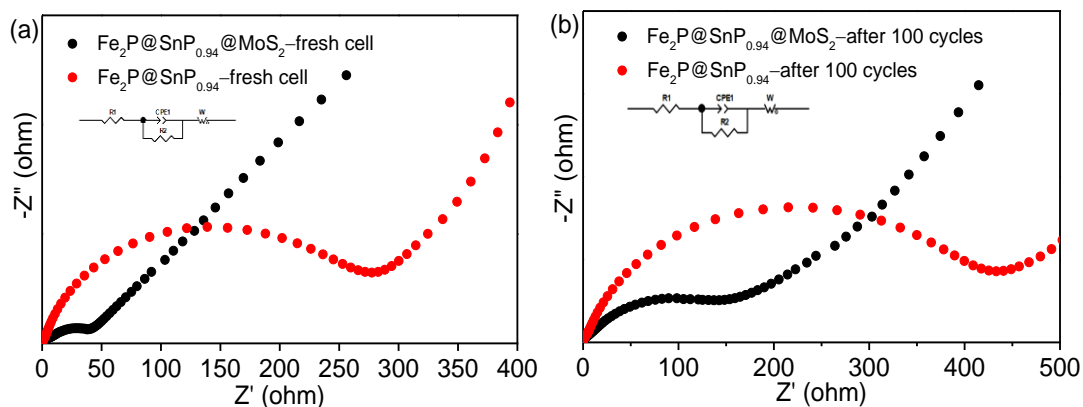 (a)
Fe₂P@SnP₀.₉₄@MoS₂–fresh cell
Fe₂P@SnP₀.₉₄–fresh cell
R1 CPE1 W
R2
-Z" (ohm)
0 50 100 150 200 250 300 350 400
Z' (ohm)
(b)
Fe₂P@SnP₀.₉₄@MoS₂–after 100 cycles
Fe₂P@SnP₀.₉₄–after 100 cycles
R1 CPE1 W
R2
-Z" (ohm)
0 100 200 300 400 500
Z' (ohm)